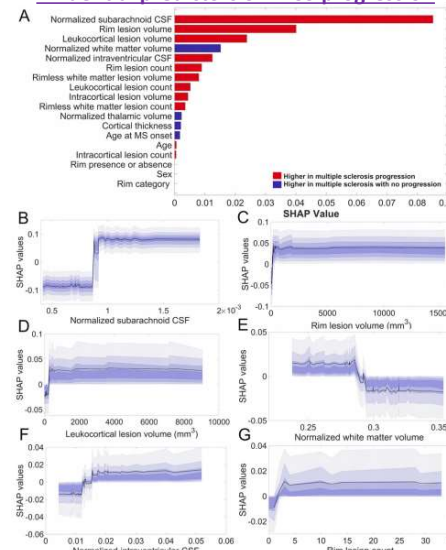 A
Normalized subarachnoid CSF
Rim lesion volume
Leukocortical lesion volume
Normalized white matter volume
Normalized intraventricular CSF
Rim lesion count
Rimless white matter lesion volume
Leukocortical lesion count
Intracortical lesion volume
Rimless white matter lesion count
Normalized thalamic volume
Cortical thickness
Age at MS onset
Age
Intracortical lesion count
Rim presence or absence
Sex
Rim category
Higher in multiple sclerosis progression
Higher in multiple sclerosis with no progression
0 0.01 0.02 0.03 0.04 0.05 0.06 0.07 0.08
SHAP Value
B
SHAP values
0.1
0
-0.1
0.5 1 1.5
Normalized subarachnoid CSF
C
SHAP values
0.1
0.05
0
-0.05
-0.1
0 5000 10000
Rim lesion volume (mm³)
D
SHAP values
0.1
0.05
0
-0.05
0 2000 4000 6000 8000 10000
Leukocortical lesion volume (mm³)
E
SHAP values
0.05
0
-0.05
0.25 0.3 0.35
Normalized white matter volume
F
SHAP values
0.04
0.02
0
-0.02
-0.04
-0.06
0 0.01 0.02 0.03 0.04 0.05 0.06
Normalized intraventricular CSF
G
SHAP values
0.04
0.02
0
-0.02
0 5 10 15 20 25 30
Rim lesion count